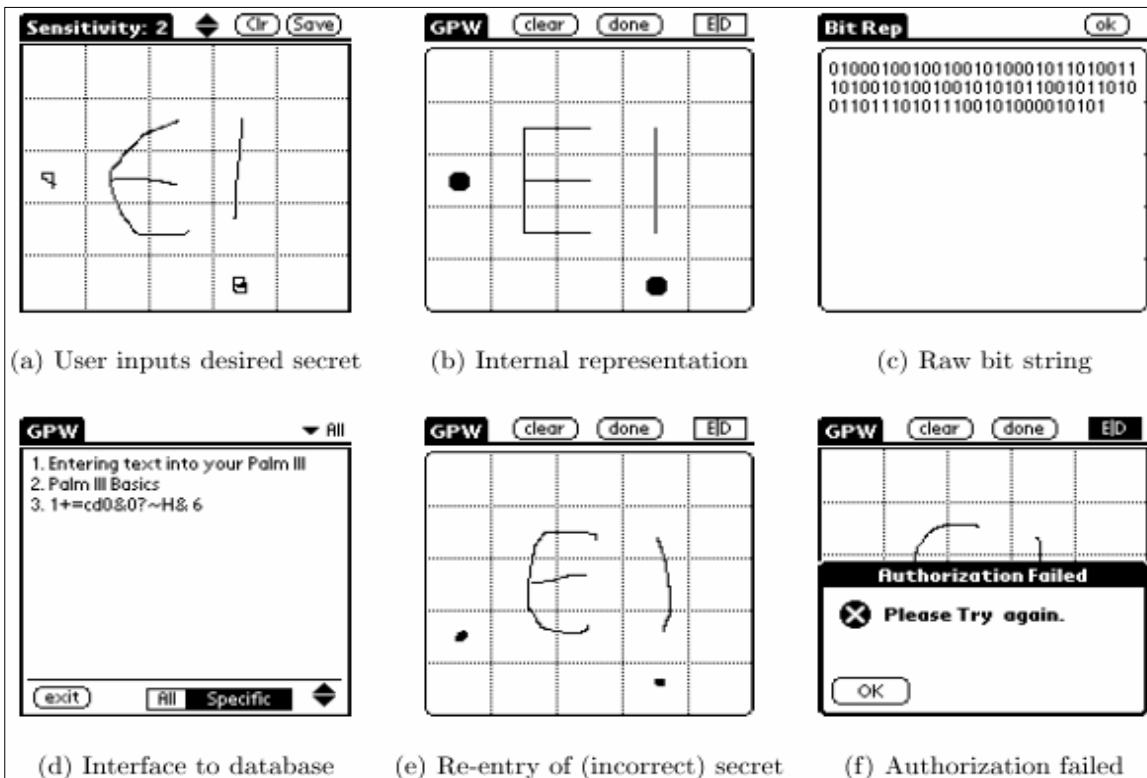 Sensitivity: 2 Clr Save
GPW clear done E|D
Bit Rep ok
010001001001001010001011010011
101001010010010101011001011010
011011101011100101000010101
(a) User inputs desired secret
(b) Internal representation
(c) Raw bit string
GPW All
1. Entering text into your Palm III
2. Palm III Basics
3. 1+=cd0&0?~H& 6
exit All Specific
GPW clear done E|D
GPW clear done E|D
Authorization Failed
Please Try again.
OK
(d) Interface to database
(e) Re-entry of (incorrect) secret
(f) Authorization failed